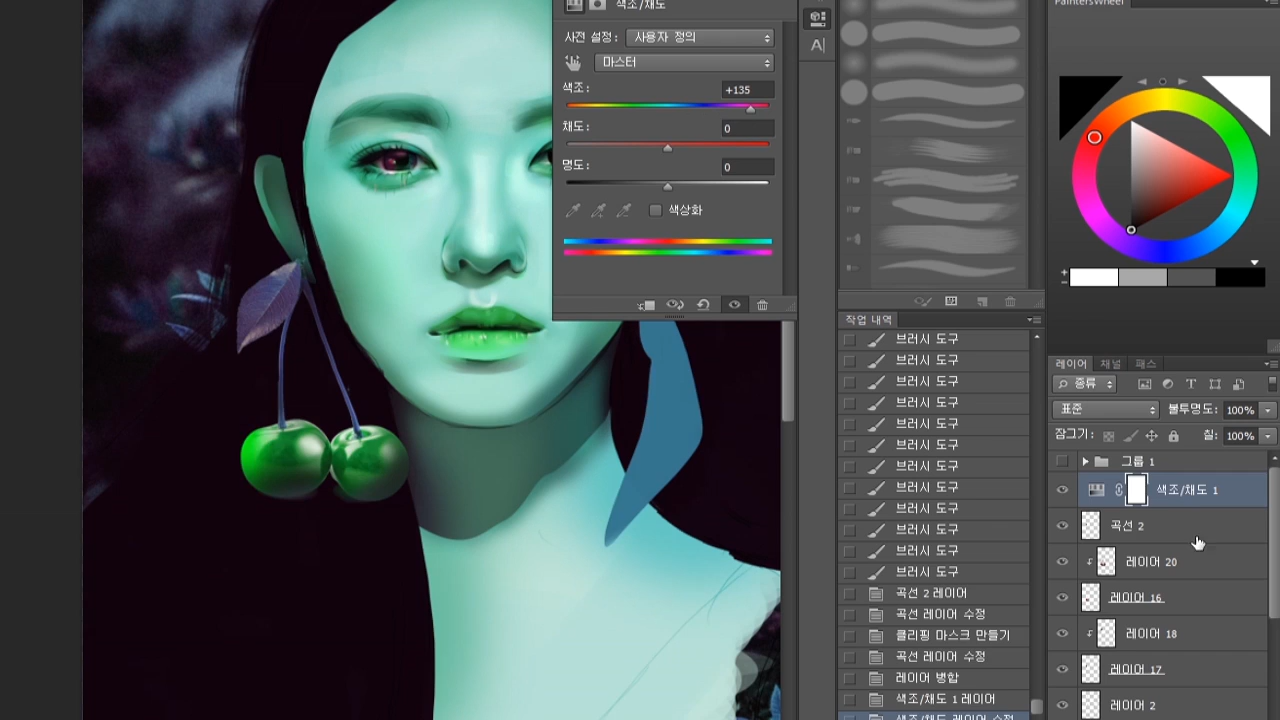 색조/채도
사전 설정: 사용자 정의
마스터
색조: +135
채도: 0
명도: 0
색상화
A|
PaintersWheel
작업 내역
브러시 도구
브러시 도구
브러시 도구
브러시 도구
브러시 도구
브러시 도구
브러시 도구
브러시 도구
브러시 도구
브러시 도구
브러시 도구
브러시 도구
곡선 2 레이어
곡선 레이어 수정
클리핑 마스크 만들기
곡선 레이어 수정
레이어 병합
색조/채도 1 레이어
색조/채도 레이어 수정
레이어 채널 패스
종류
표준 불투명도: 100%
잠그기: 칠: 100%
그룹 1
색조/채도 1
곡선 2
레이어 20
레이어 16
레이어 18
레이어 17
레이어 2